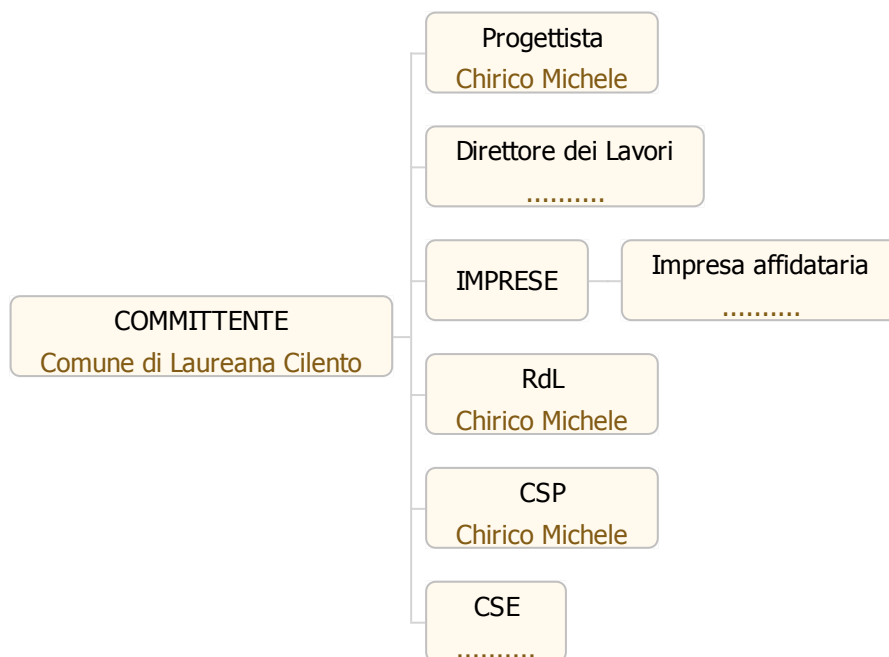 Progettista
Chirico Michele
Direttore dei Lavori
..........
IMPRESE
Impresa affidataria
..........
COMMITTENTE
Comune di Laureana Cilento
RdL
Chirico Michele
CSP
Chirico Michele
CSE
..........